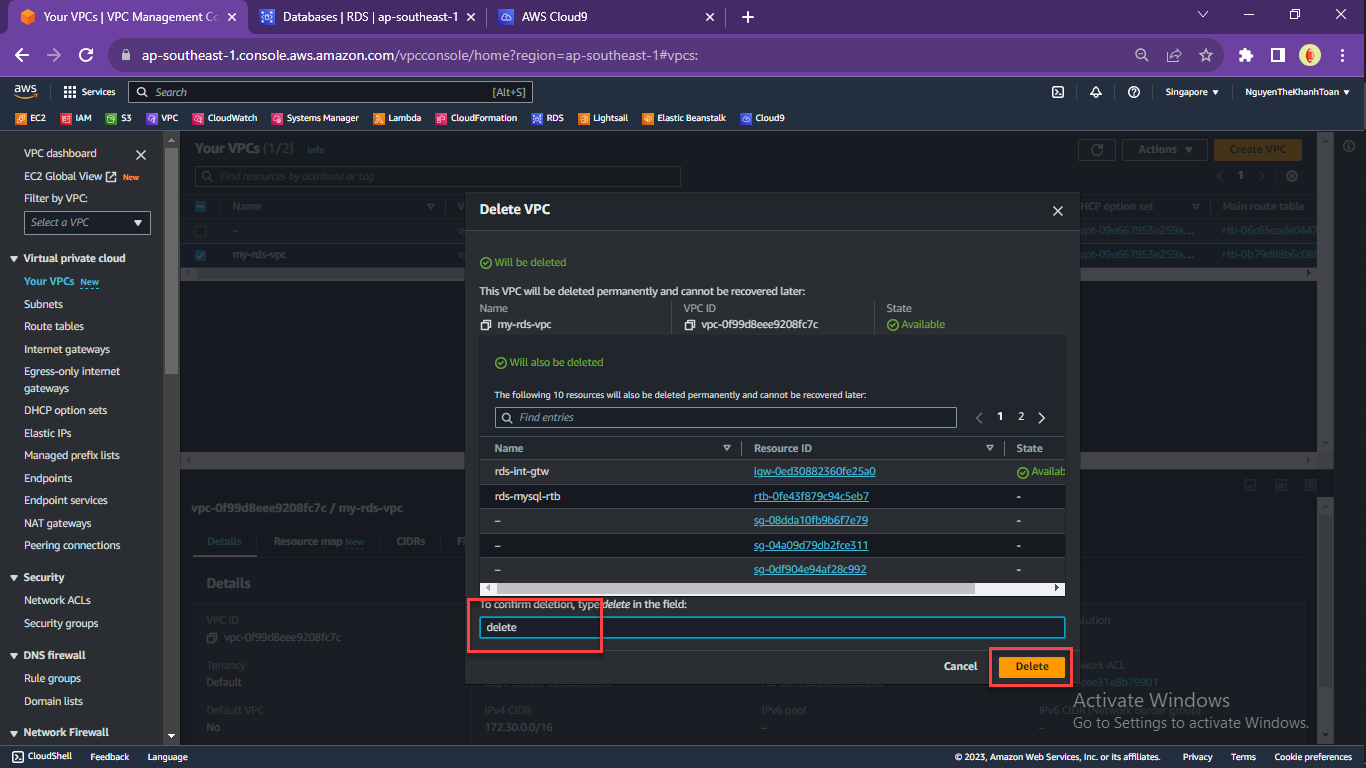 Your VPCs | VPC Management Co
Databases | RDS | ap-southeast-1
AWS Cloud9
ap-southeast-1.console.aws.amazon.com/vpcconsole/home?region=ap-southeast-1#vpcs:
aws Services Search [Alt+S] Singapore NguyenTheKhanhToan
EC2 IAM S3 VPC CloudWatch Systems Manager Lambda CloudFormation RDS Lightsail Elastic Beanstalk Cloud9
VPC dashboard
EC2 Global View New
Filter by VPC:
Select a VPC
Virtual private cloud
Your VPCs New
Subnets
Route tables
Internet gateways
Egress-only internet
gateways
DHCP option sets
Elastic IPs
Managed prefix lists
Endpoints
Endpoint services
NAT gateways
Peering connections
Security
Network ACLs
Security groups
DNS firewall
Rule groups
Domain lists
Network Firewall
Your VPCs (1/2) Info
Actions Create VPC
Find resources by attribute or tag
1
Name V HCP option set Main route table
– opt-09e667953e259a... rtb-06c65eade0447
my-rds-vpc opt-09e667953e259a... rtb-0b79d88b6c088
Delete VPC
Will be deleted
This VPC will be deleted permanently and cannot be recovered later:
Name VPC ID State
my-rds-vpc vpc-0f99d8eee9208fc7c Available
Will also be deleted
The following 10 resources will also be deleted permanently and cannot be recovered later:
Find entries
1 2
Name Resource ID State
rds-int-gtw igw-0ed30882360fe25a0 Availab
rds-mysql-rtb rtb-0fe43f879c94c5eb7 -
– sg-08dda10fb9b6f7e79 -
– sg-04a09d79db2fce311 -
– sg-0df904e94af28c992 -
To confirm deletion, type delete in the field:
delete
Cancel Delete
vpc-0f99d8eee9208fc7c / my-rds-vpc
Details Resource map New CIDRs
Details
VPC ID
vpc-0f99d8eee9208fc7c
Tenancy
Default
Default VPC
No
IPv4 CIDR
172.30.0.0/16
IPv6 pool
–
IPv6 CIDR (Network border group)
–
Activate Windows
Go to Settings to activate Windows.
CloudShell Feedback Language © 2023, Amazon Web Services, Inc. or its affiliates. Privacy Terms Cookie preferences